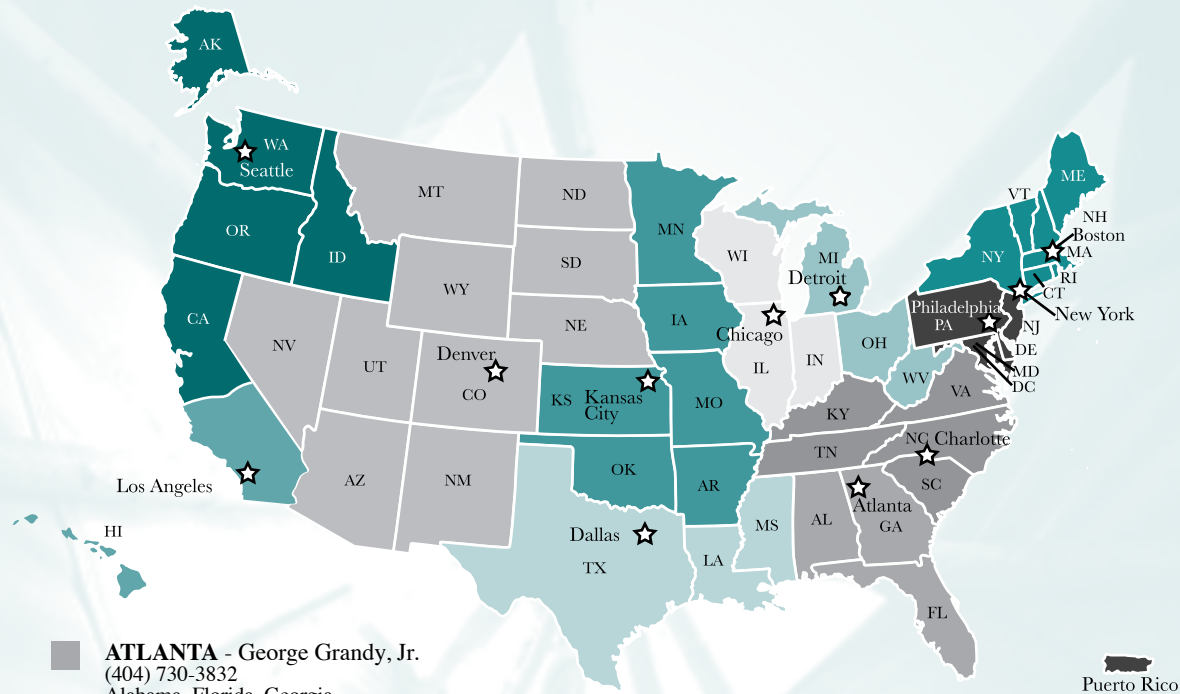 AK
WA
Seattle
OR
ID
MT
ND
MN
SD
WY
NE
CA
NV
UT
Denver
CO
KS
Kansas
City
IA
MO
WI
Chicago
IL
IN
MI
Detroit
OH
WV
KY
VA
TN
NC Charlotte
SC
Atlanta
GA
AL
MS
AR
OK
Dallas
TX
LA
FL
AZ
NM
Los Angeles
HI
ME
VT
NH
Boston
MA
NY
RI
CT
New York
Philadelphia
PA
NJ
DE
MD
DC
Puerto Rico
ATLANTA - George Grandy, Jr.
(404) 730-3832
Alabama, Florida, Georgia